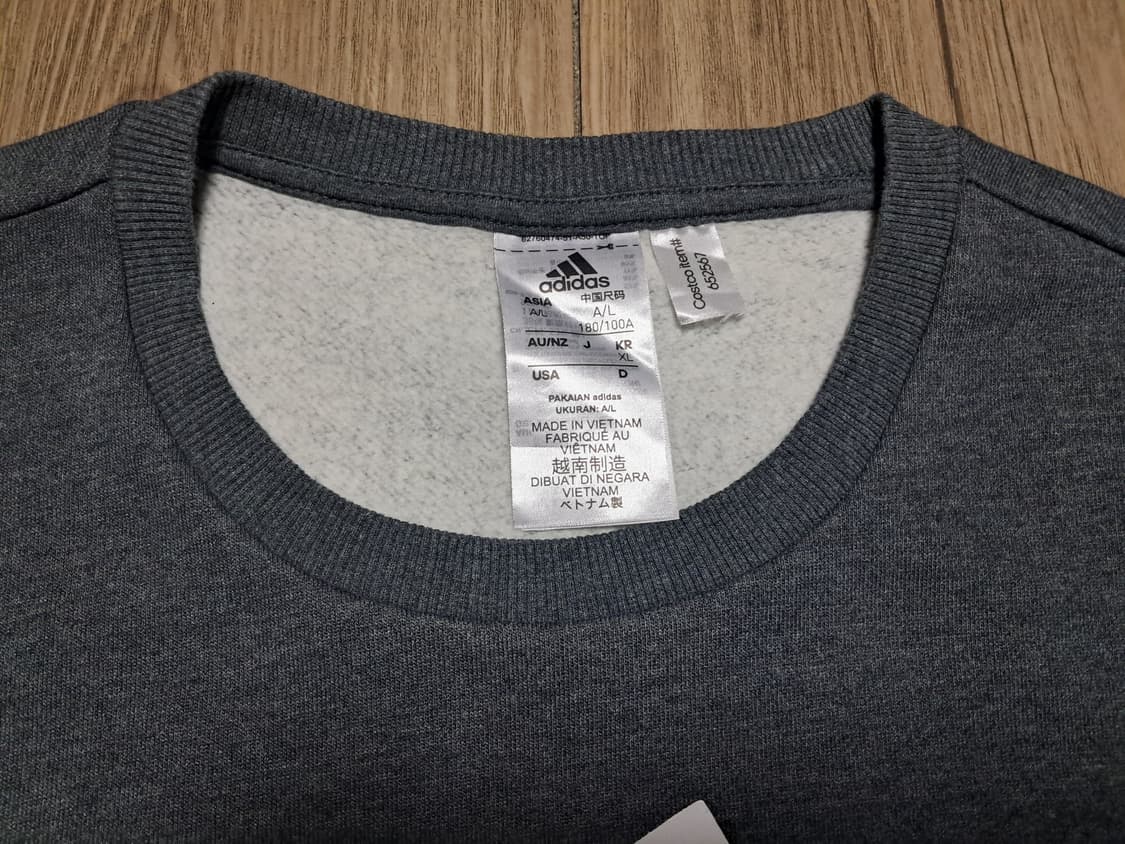 adidas
ASIA 中国尺码
A/L A/L
180/100A
AU/NZ J KR
XL
USA D
PAKAIAN adidas
UKURAN: A/L
MADE IN VIETNAM
FABRIQUÉ AU
VIÊTNAM
越南制造
DIBUAT DI NEGARA
VIETNAM
ベトナム製
Costco item#
652567